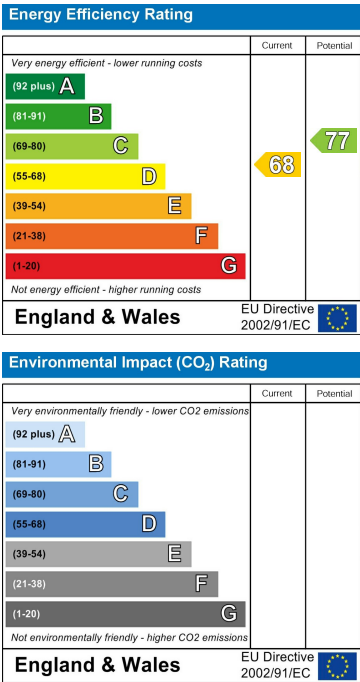 Energy Efficiency Rating
Current Potential
Very energy efficient - lower running costs
(92 plus) A
(81-91) B
(69-80) C
77
(55-68) D
68
(39-54) E
(21-38) F
(1-20) G
Not energy efficient - higher running costs
England & Wales
EU Directive
2002/91/EC
Environmental Impact (CO₂) Rating
Current Potential
Very environmentally friendly - lower CO2 emissions
(92 plus) A
(81-91) B
(69-80) C
(55-68) D
(39-54) E
(21-38) F
(1-20) G
Not environmentally friendly - higher CO2 emissions
England & Wales
EU Directive
2002/91/EC